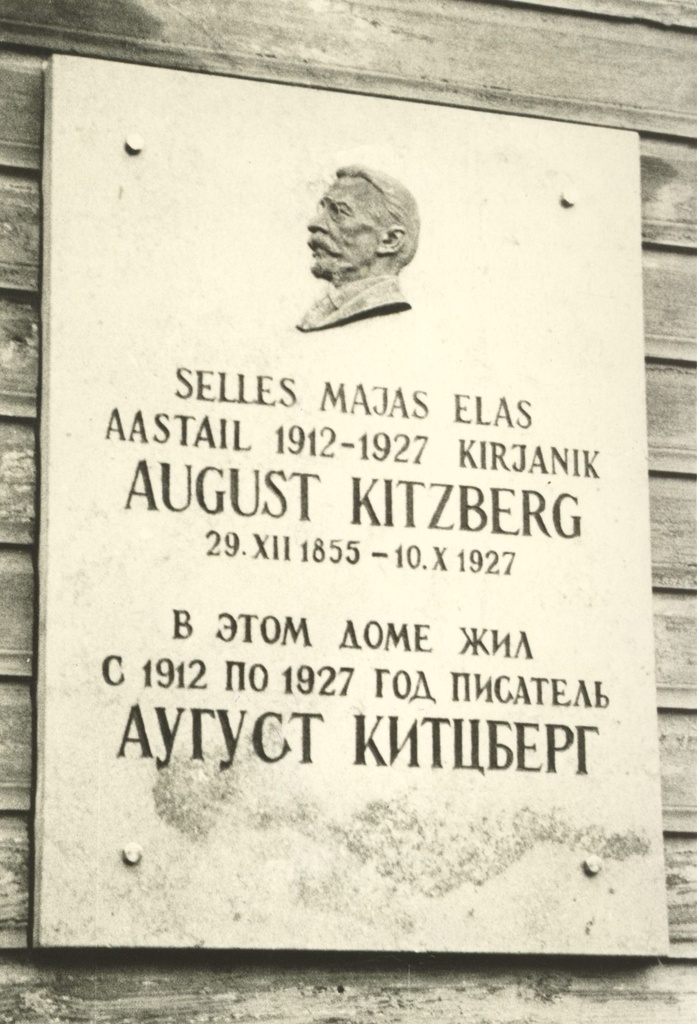 SELLES MAJAS ELAS
AASTAIL 1912-1927 KIRJANIK
AUGUST KITZBERG
29.XII 1855 – 10.X 1927
В ЭТОМ ДОМЕ ЖИЛ
С 1912 ПО 1927 ГОД ПИСАТЕЛЬ
АУГУСТ КИТЦБЕРГ